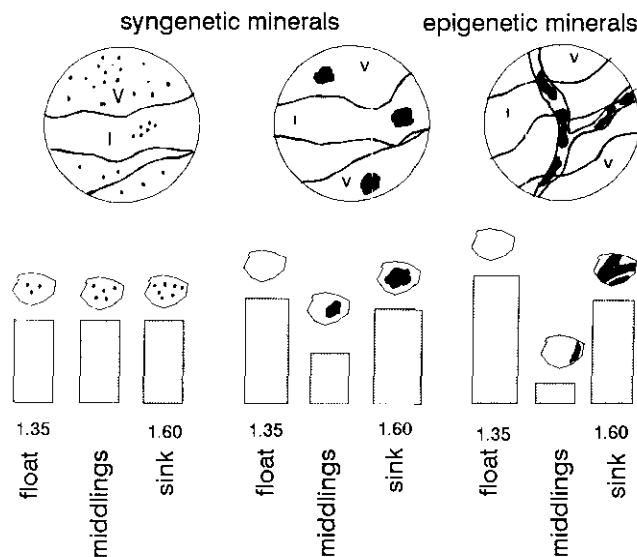 syngenetic minerals
epigenetic minerals
V
I
V
I
V
V
I
V
1.35
1.60
1.35
1.60
1.35
1.60
float
middlings
sink
float
middlings
sink
float
middlings
sink